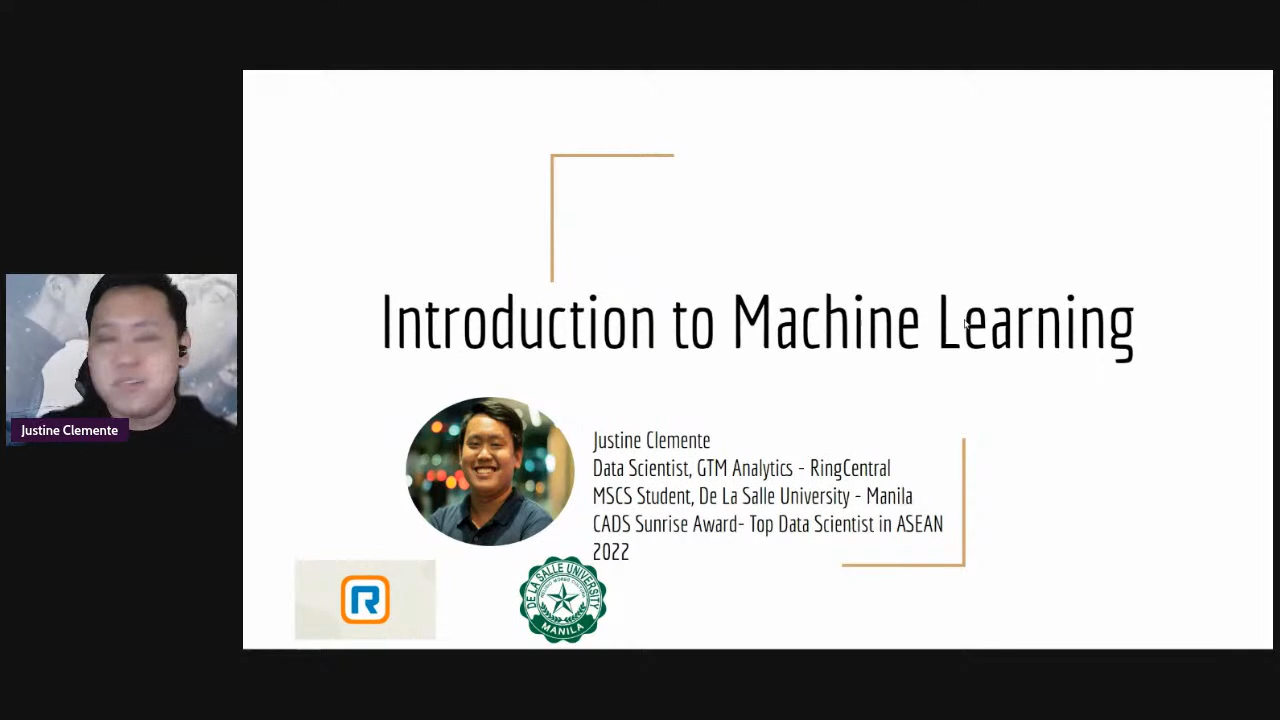 Introduction to Machine Learning
Justine Clemente
Data Scientist, GTM Analytics - RingCentral
MSCS Student, De La Salle University - Manila
CADS Sunrise Award- Top Data Scientist in ASEAN
2022
Justine Clemente
R
DE LA SALLE UNIVERSITY
MANILA